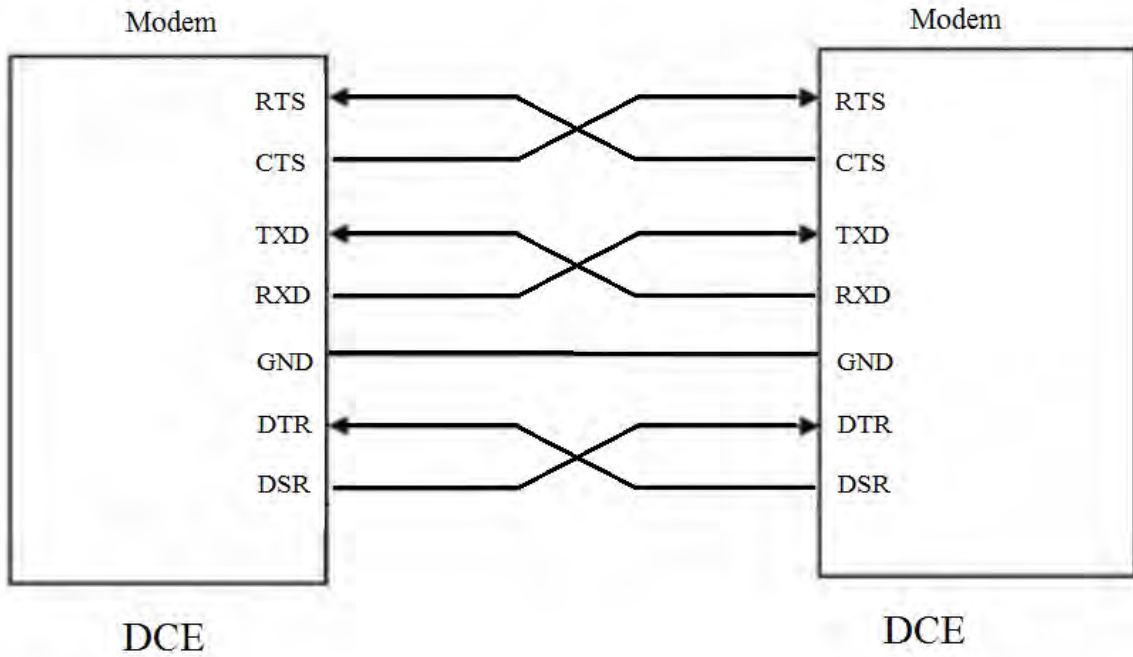 Modem
RTS
CTS
TXD
RXD
GND
DTR
DSR
DCE
Modem
RTS
CTS
TXD
RXD
GND
DTR
DSR
DCE